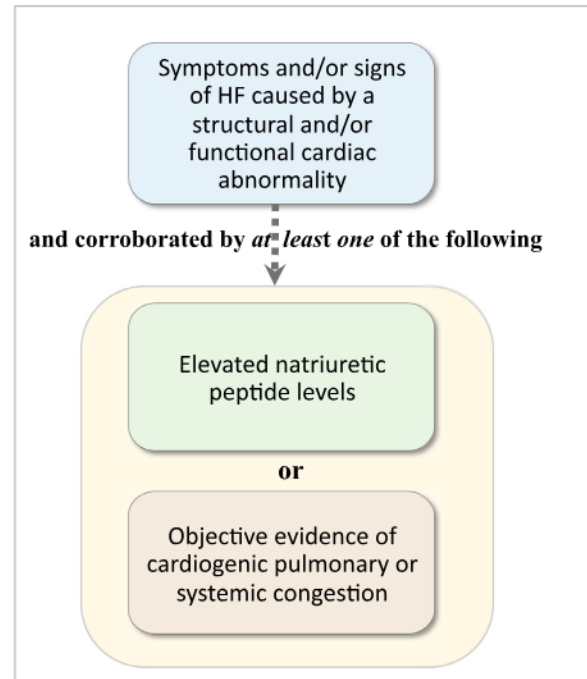 Symptoms and/or signs
of HF caused by a
structural and/or
functional cardiac
abnormality
and corroborated by at least one of the following
Elevated natriuretic
peptide levels
or
Objective evidence of
cardiogenic pulmonary or
systemic congestion